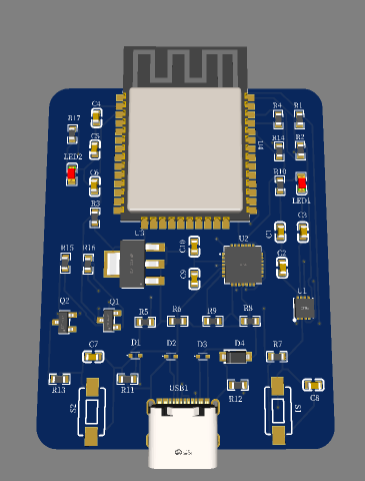 C4
R17
R4 R1
C5
R14 R2
U4
LED2
C6
R10
LED1
R3
C1 C3
U3
C10
U2
R15 R16
C2
C9
U1
Q2 Q1
R5 R6 R9 R8
D1 D2 D3 D4
C7
R7
R13
R11
USB1
R12
C8
S2
S1